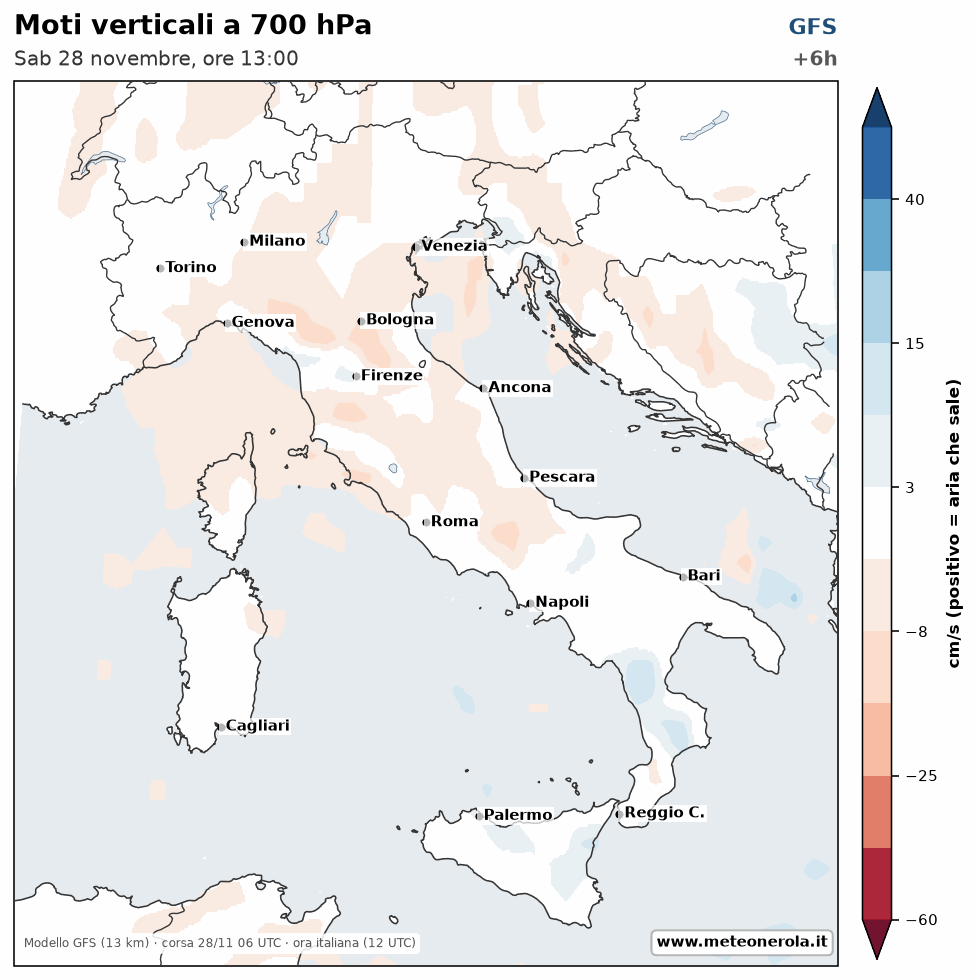 Moti verticali a 700 hPa
GFS
Sab 28 novembre, ore 13:00
+6h
Milano
Venezia
Torino
Genova
Bologna
Firenze
Ancona
Pescara
Roma
Bari
Napoli
Cagliari
Palermo
Reggio C.
40
15
3
−8
−25
−60
cm/s (positivo = aria che sale)
Modello GFS (13 km) · corsa 28/11 06 UTC · ora italiana (12 UTC)
www.meteonerola.it